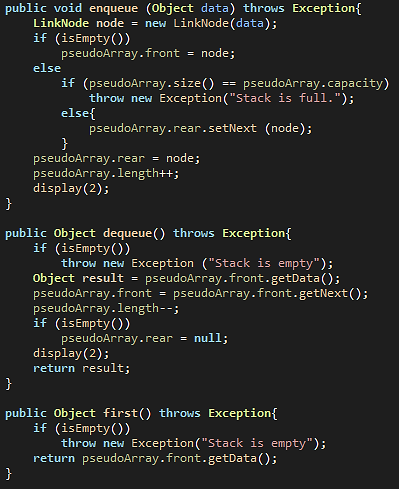 public void enqueue (Object data) throws Exception{
LinkNode node = new LinkNode(data);
if (isEmpty())
pseudoArray.front = node;
else
if (pseudoArray.size() == pseudoArray.capacity)
throw new Exception("Stack is full.");
else{
pseudoArray.rear.setNext (node);
}
pseudoArray.rear = node;
pseudoArray.length++;
display(2);
}
public Object dequeue() throws Exception{
if (isEmpty())
throw new Exception ("Stack is empty");
Object result = pseudoArray.front.getData();
pseudoArray.front = pseudoArray.front.getNext();
pseudoArray.length--;
if (isEmpty())
pseudoArray.rear = null;
display(2);
return result;
}
public Object first() throws Exception{
if (isEmpty())
throw new Exception("Stack is empty");
return pseudoArray.front.getData();
}